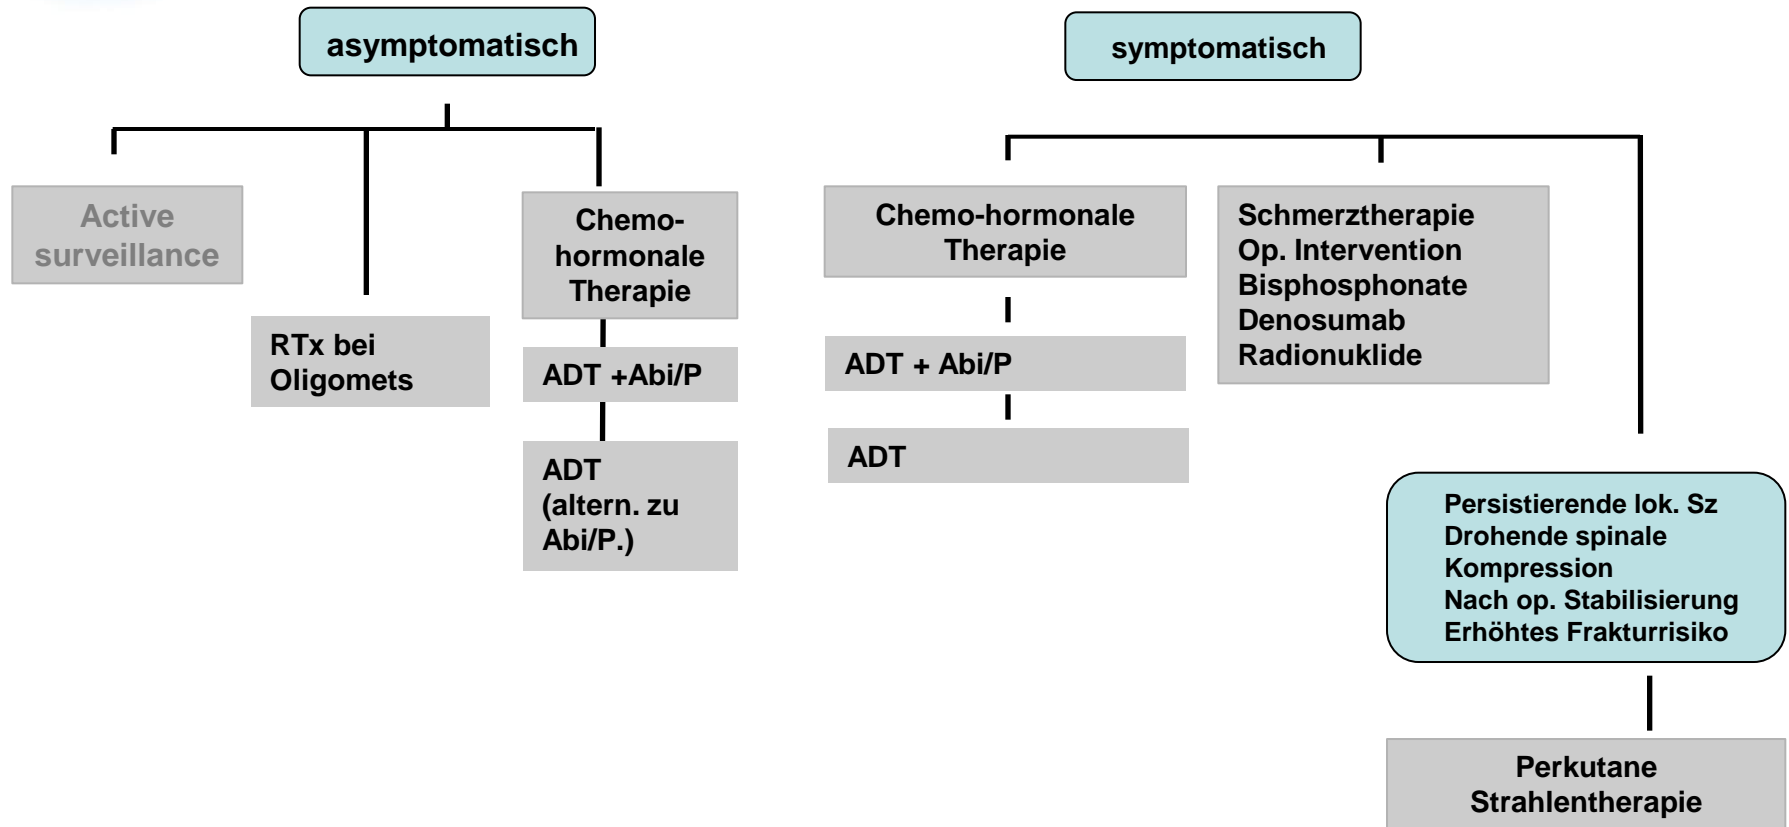 asymptomatisch
symptomatisch
Active
surveillance
RTx bei
Oligomets
Chemo-
hormonale
Therapie
ADT +Abi/P
ADT
(altern. zu
Abi/P.)
Chemo-hormonale
Therapie
ADT + Abi/P
ADT
Schmerztherapie
Op. Intervention
Bisphosphonate
Denosumab
Radionuklide
Persistierende lok. Sz
Drohende spinale
Kompression
Nach op. Stabilisierung
Erhöhtes Frakturrisiko
Perkutane
Strahlentherapie